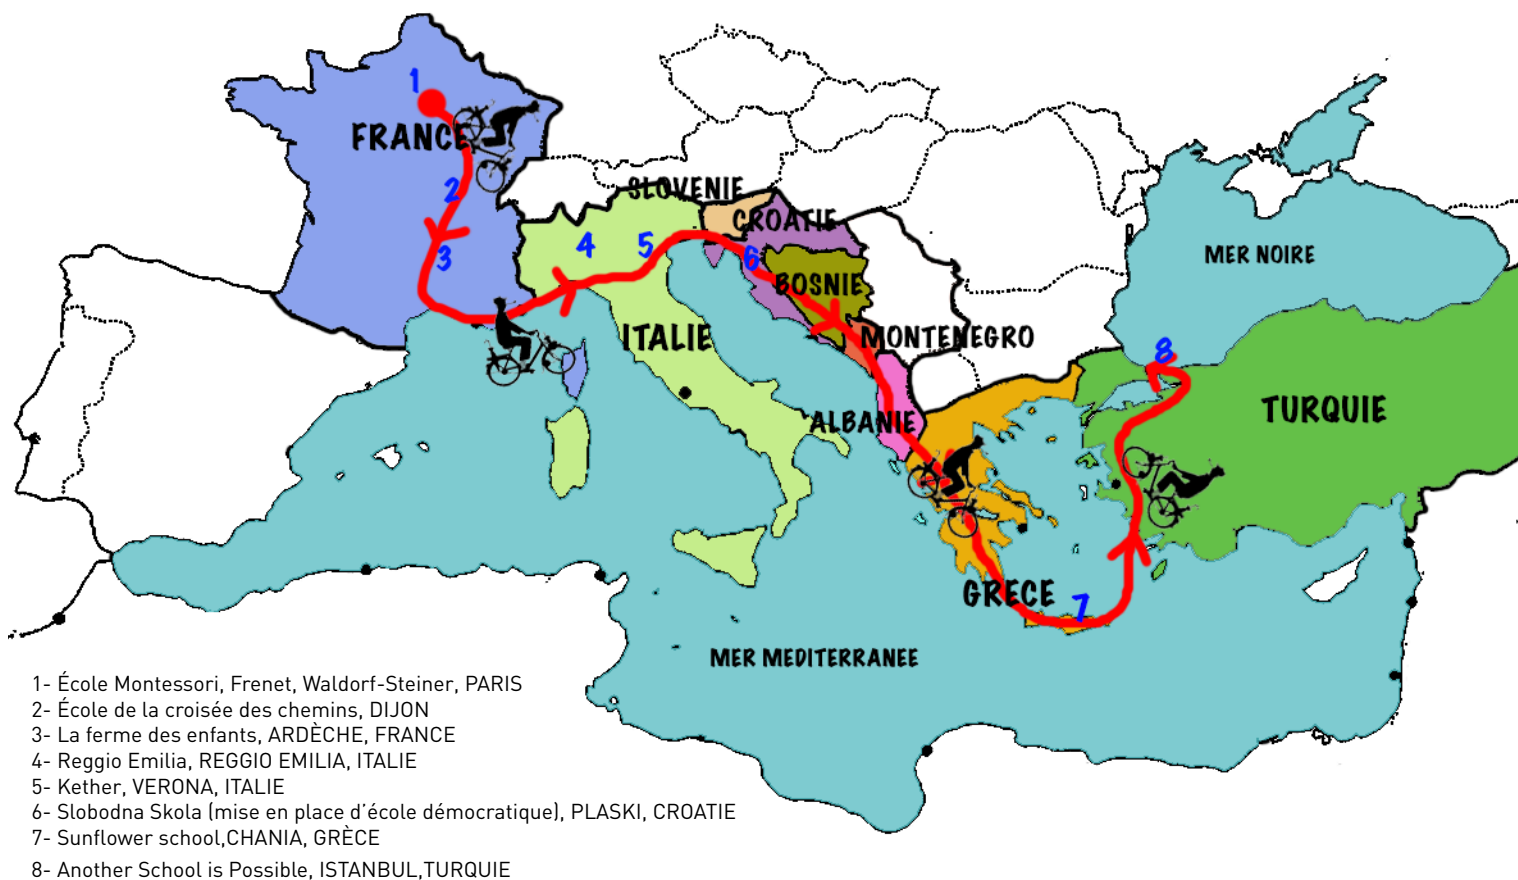 1
FRANCE
2
3
SLOVENIE
CROATIE
4
5
6
BOSNIE
MER NOIRE
ITALIE
MONTENEGRO
8
ALBANIE
TURQUIE
GRECE
7
MER MEDITERRANEE
1- École Montessori, Frenet, Waldorf-Steiner, PARIS
2- École de la croisée des chemins, DIJON
3- La ferme des enfants, ARDÈCHE, FRANCE
4- Reggio Emilia, REGGIO EMILIA, ITALIE
5- Kether, VERONA, ITALIE
6- Slobodna Skola (mise en place d'école démocratique), PLASKI, CROATIE
7- Sunflower school,CHANIA, GRÈCE
8- Another School is Possible, ISTANBUL,TURQUIE